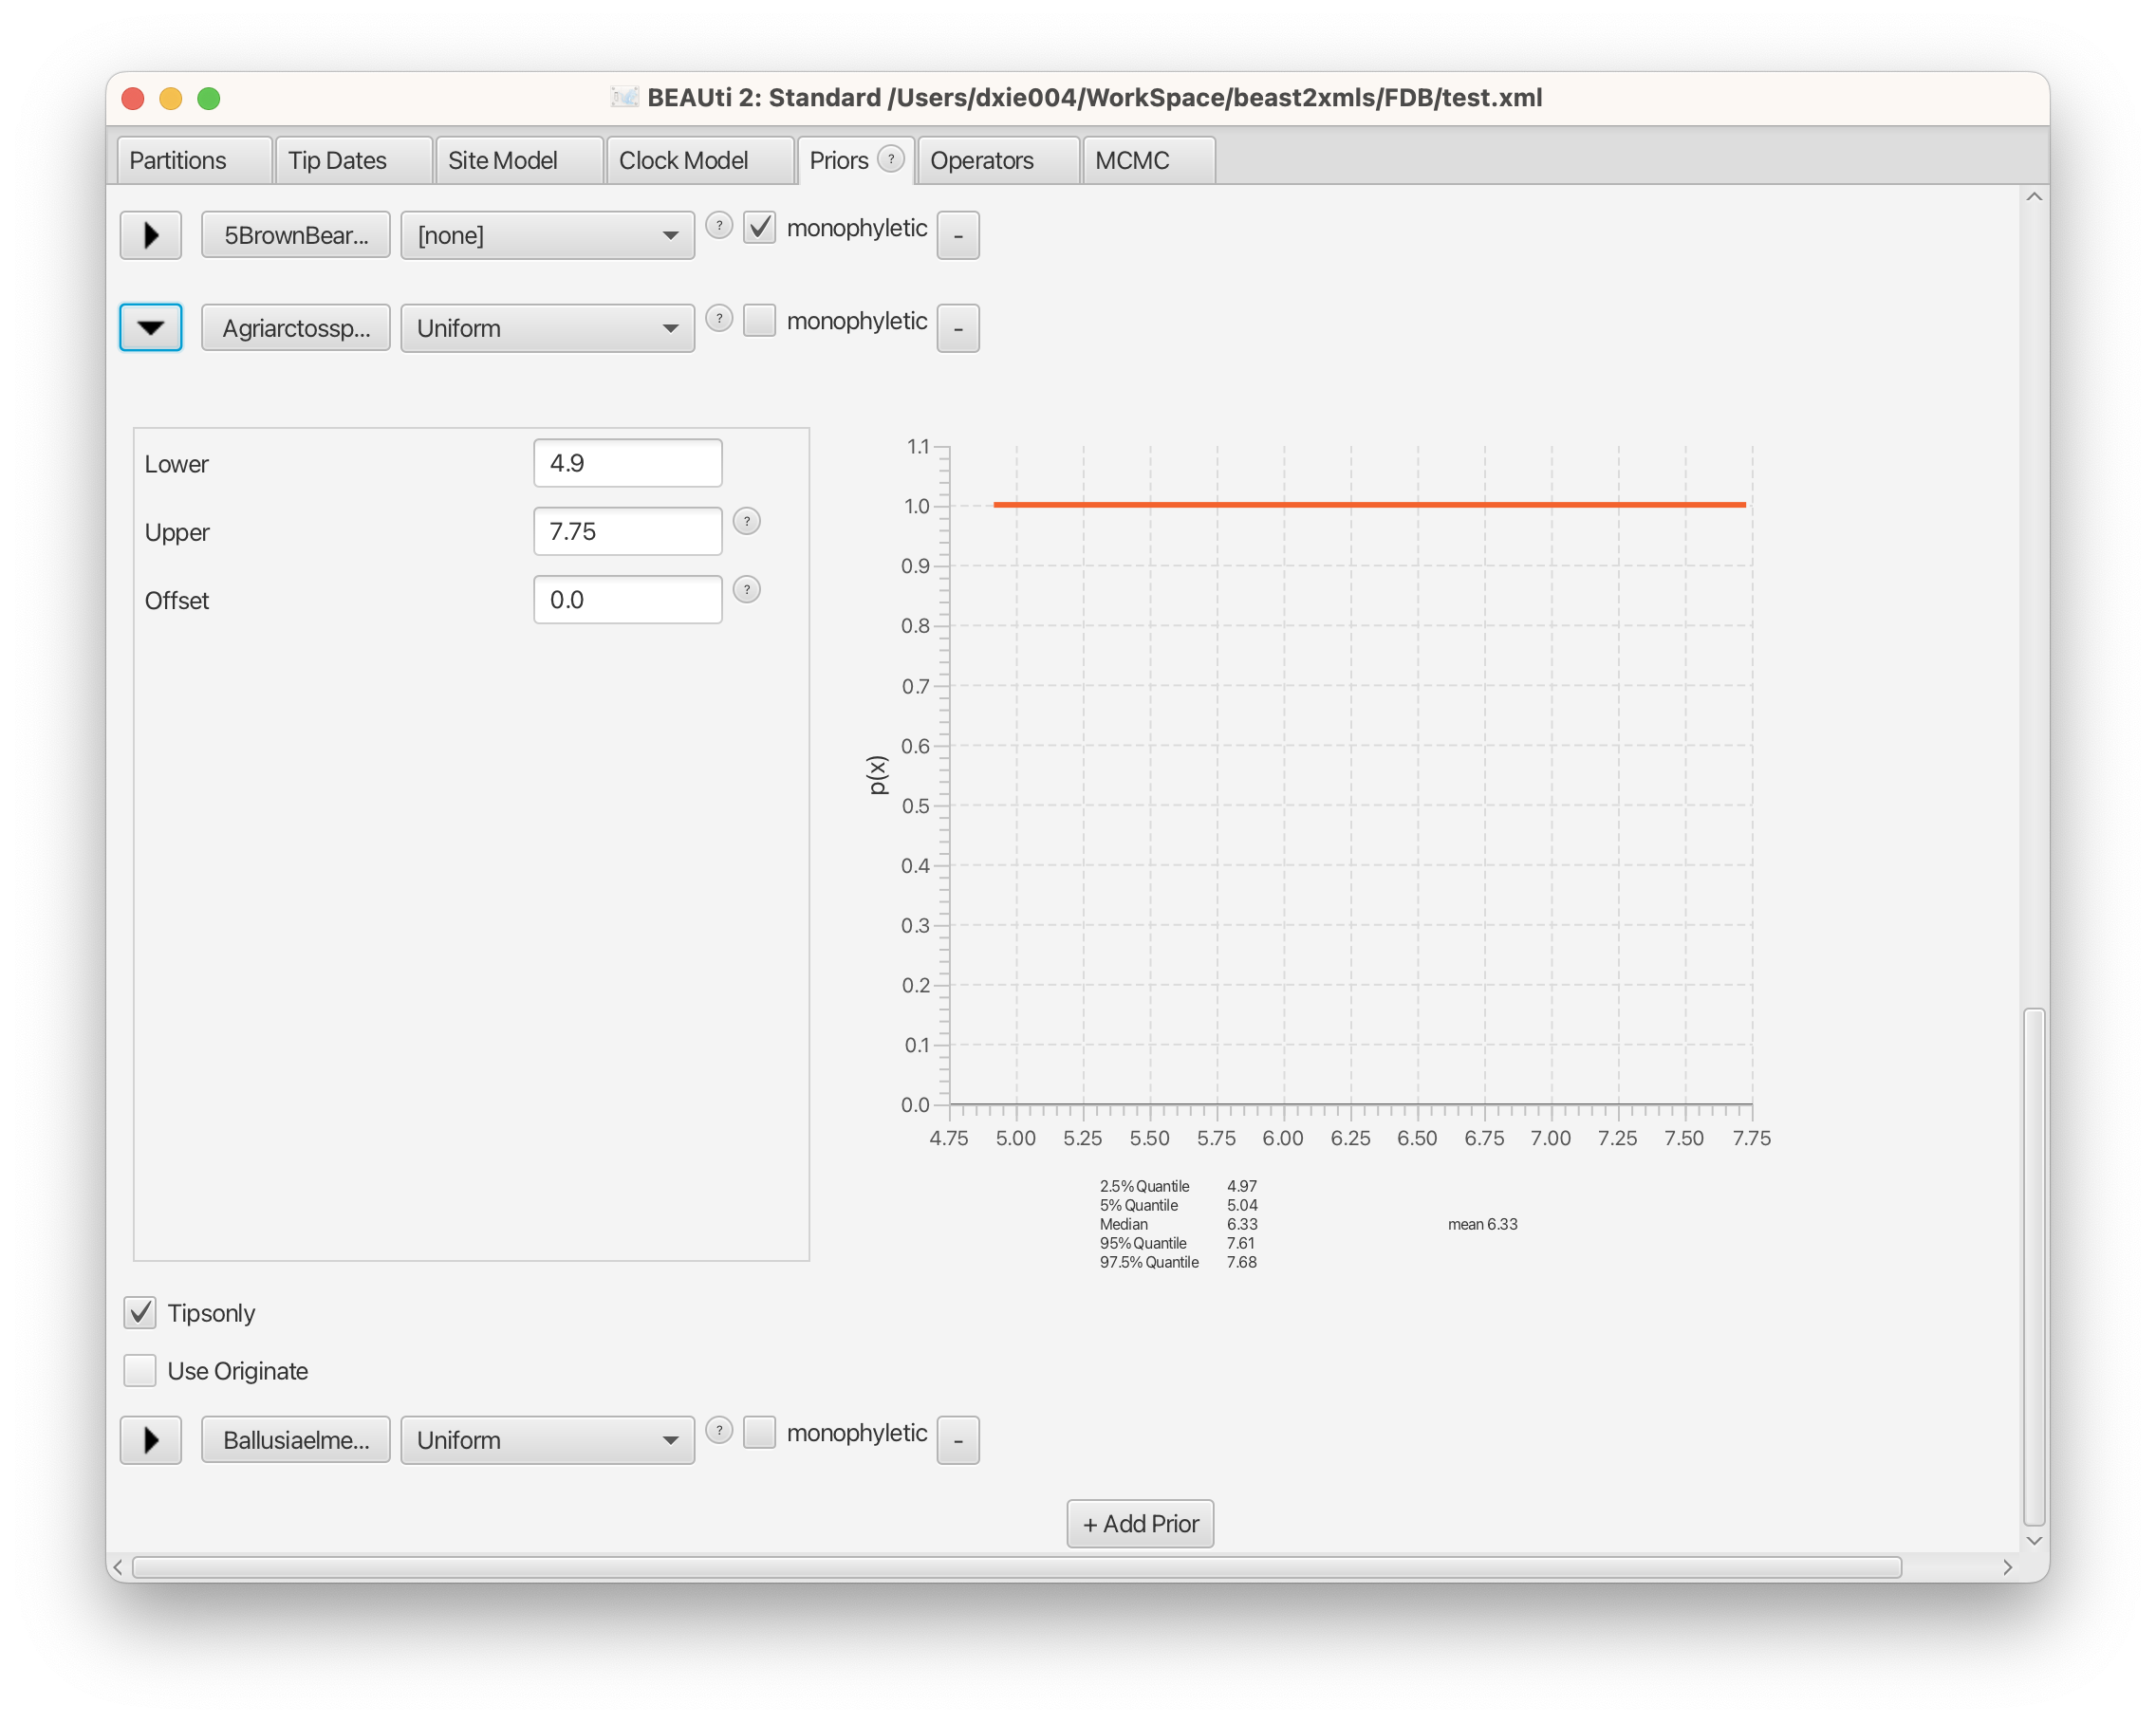 BEAUti 2: Standard /Users/dxie004/WorkSpace/beast2xmls/FDB/test.xml
Partitions Tip Dates Site Model Clock Model Priors ? Operators MCMC
5BrownBear... [none] ? monophyletic -
Agriarctossp... Uniform ? monophyletic -
Lower 4.9
Upper 7.75 ?
Offset 0.0 ?
1.1
1.0
0.9
0.8
0.7
0.6
0.5
0.4
0.3
0.2
0.1
0.0
p(x)
4.75 5.00 5.25 5.50 5.75 6.00 6.25 6.50 6.75 7.00 7.25 7.50 7.75
2.5% Quantile 4.97
5% Quantile 5.04
Median 6.33 mean 6.33
95% Quantile 7.61
97.5% Quantile 7.68
Tipsonly
Use Originate
Ballusiaelme... Uniform ? monophyletic -
+ Add Prior